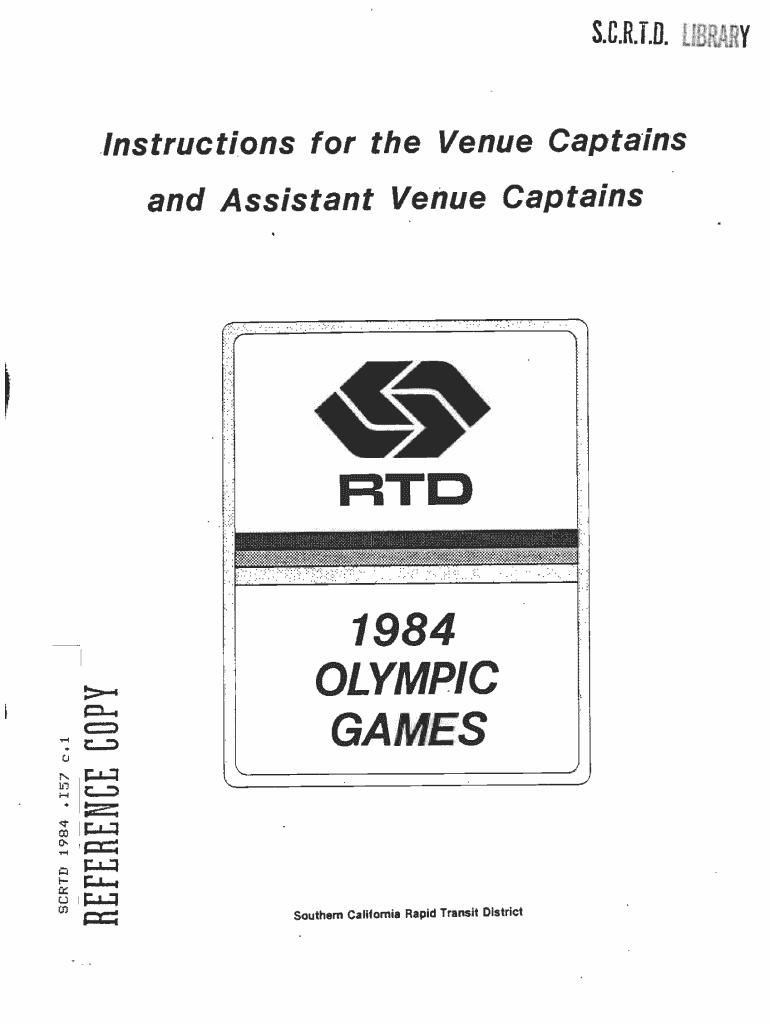 S.C.R.T.D. LIBRARY
Instructions for the Venue Captains
and Assistant Venue Captains
RTD
1984
OLYMPIC
GAMES
SCRTD 1984 .I57 c.1
REFERENCE COPY
Southern California Rapid Transit District